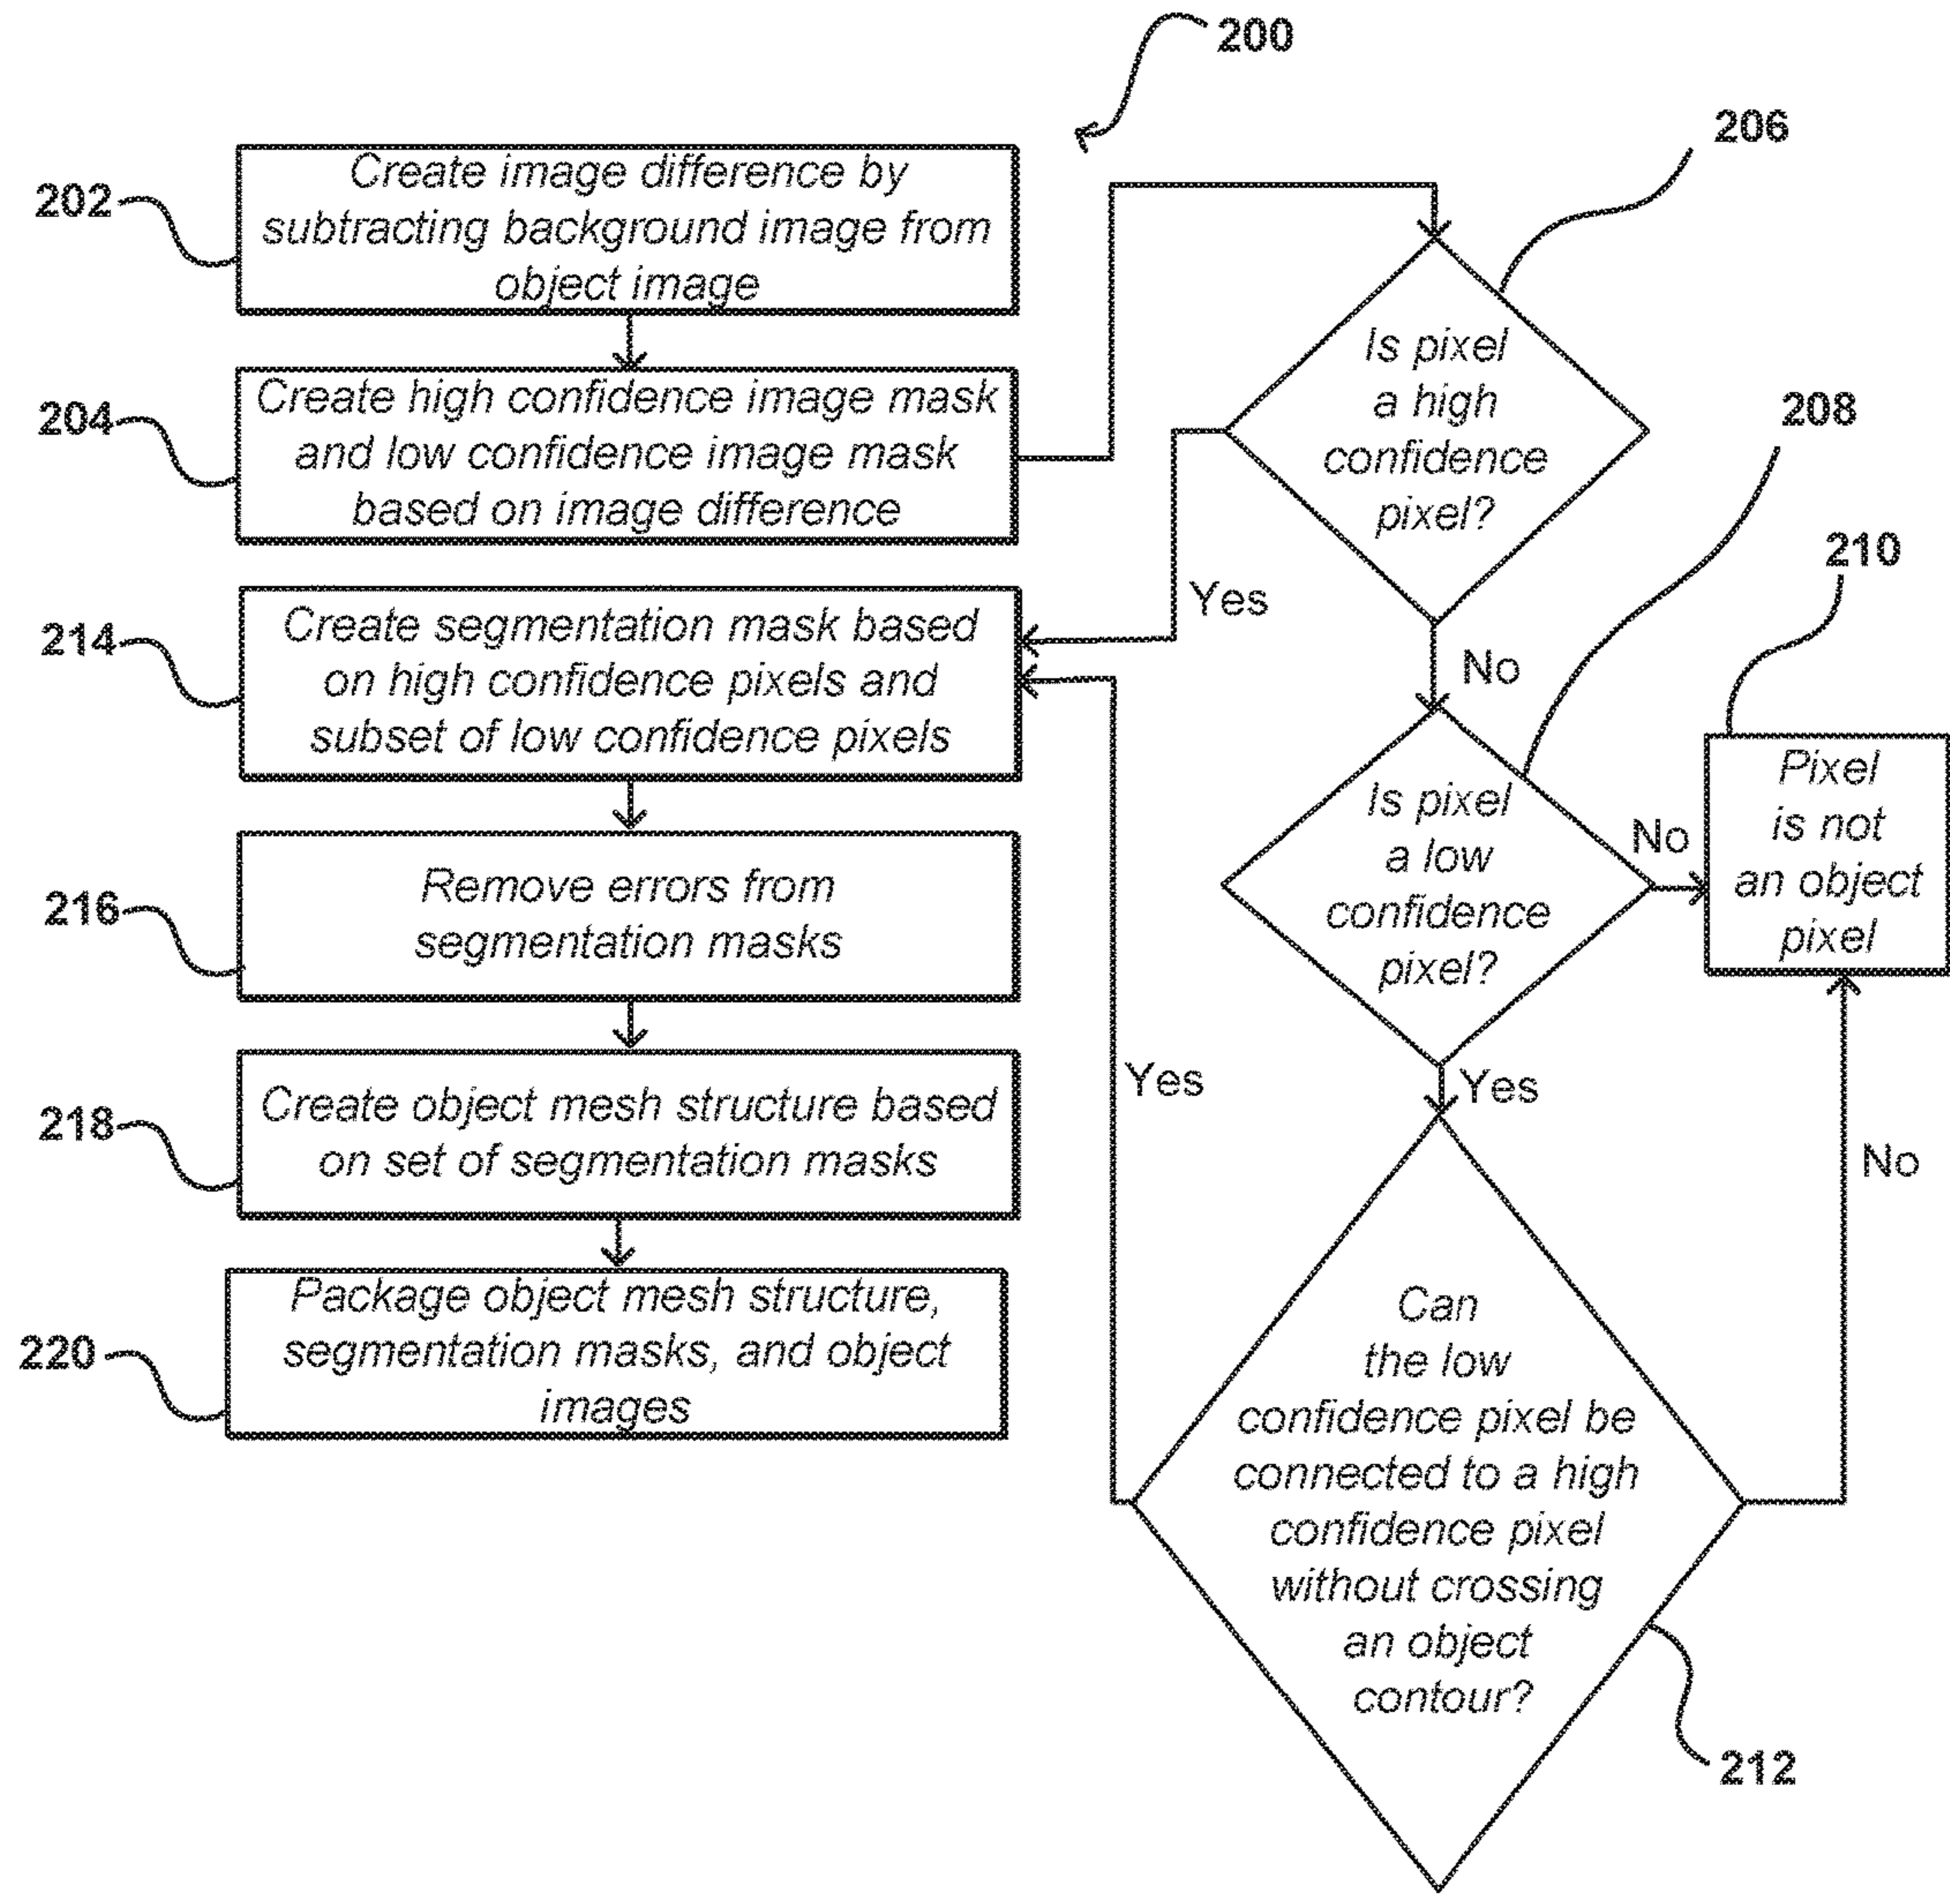 200
202
Create image difference by
subtracting background image from
object image
204
Create high confidence image mask
and low confidence image mask
based on image difference
206
Is pixel
a high
confidence
pixel?
Yes
No
208
Is pixel
a low
confidence
pixel?
No
Yes
210
Pixel
is not
an object
pixel
212
Can
the low
confidence pixel be
connected to a high
confidence pixel
without crossing
an object
contour?
Yes
No
214
Create segmentation mask based
on high confidence pixels and
subset of low confidence pixels
216
Remove errors from
segmentation masks
218
Create object mesh structure based
on set of segmentation masks
220
Package object mesh structure,
segmentation masks, and object
images